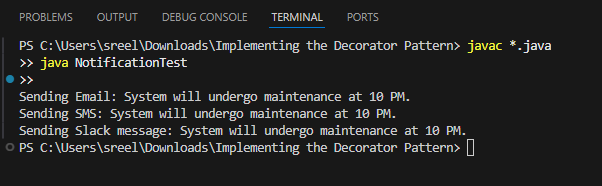 PROBLEMS OUTPUT DEBUG CONSOLE TERMINAL PORTS
PS C:\Users\sreel\Downloads\Implementing the Decorator Pattern> javac *.java
>> java NotificationTest
>>
Sending Email: System will undergo maintenance at 10 PM.
Sending SMS: System will undergo maintenance at 10 PM.
Sending Slack message: System will undergo maintenance at 10 PM.
PS C:\Users\sreel\Downloads\Implementing the Decorator Pattern>